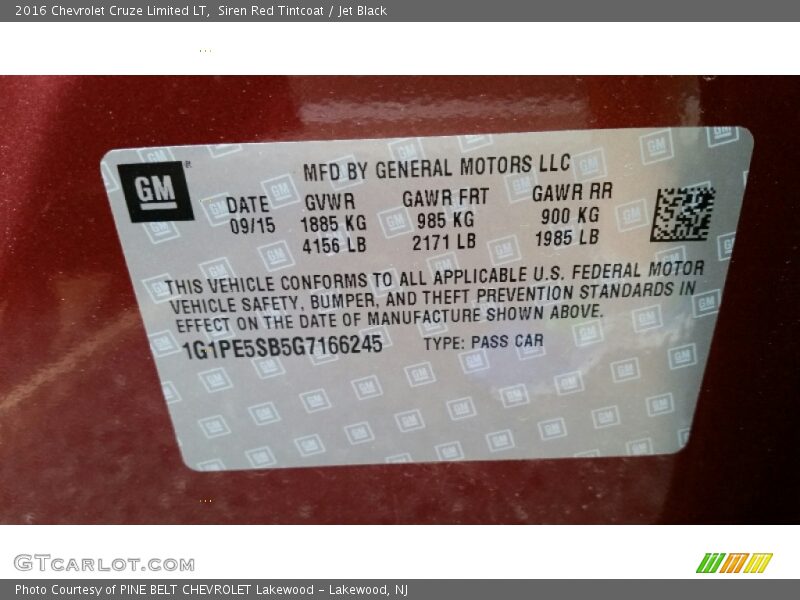 2016 Chevrolet Cruze Limited LT,  Siren Red Tintcoat / Jet Black
MFD BY GENERAL MOTORS LLC
GM
DATE GVWR GAWR FRT GAWR RR
09/15 1885 KG 985 KG 900 KG
4156 LB 2171 LB 1985 LB
THIS VEHICLE CONFORMS TO ALL APPLICABLE U.S. FEDERAL MOTOR
VEHICLE SAFETY, BUMPER, AND THEFT PREVENTION STANDARDS IN
EFFECT ON THE DATE OF MANUFACTURE SHOWN ABOVE.
1G1PE5SB5G7166245 TYPE: PASS CAR
GTCARLOT.COM
Photo Courtesy of PINE BELT CHEVROLET Lakewood - Lakewood, NJ